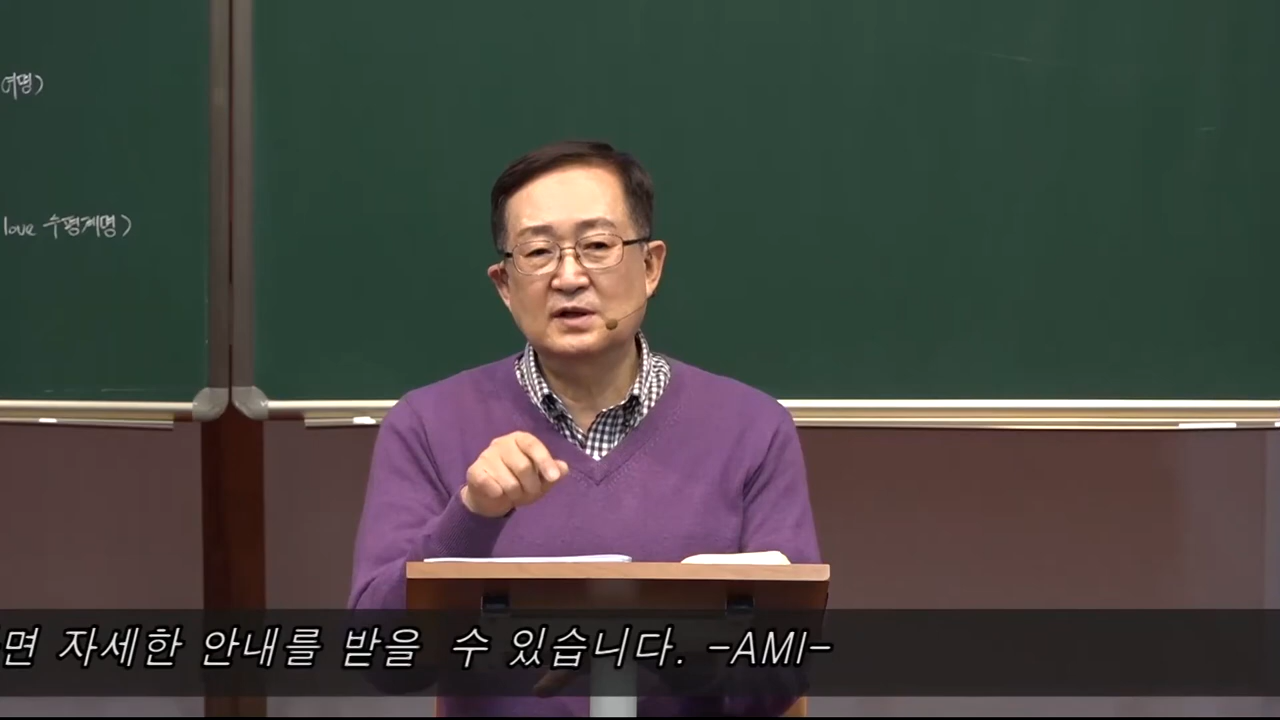 여명)
love 수평계명)
면 자세한 안내를 받을 수 있습니다. -AMI-